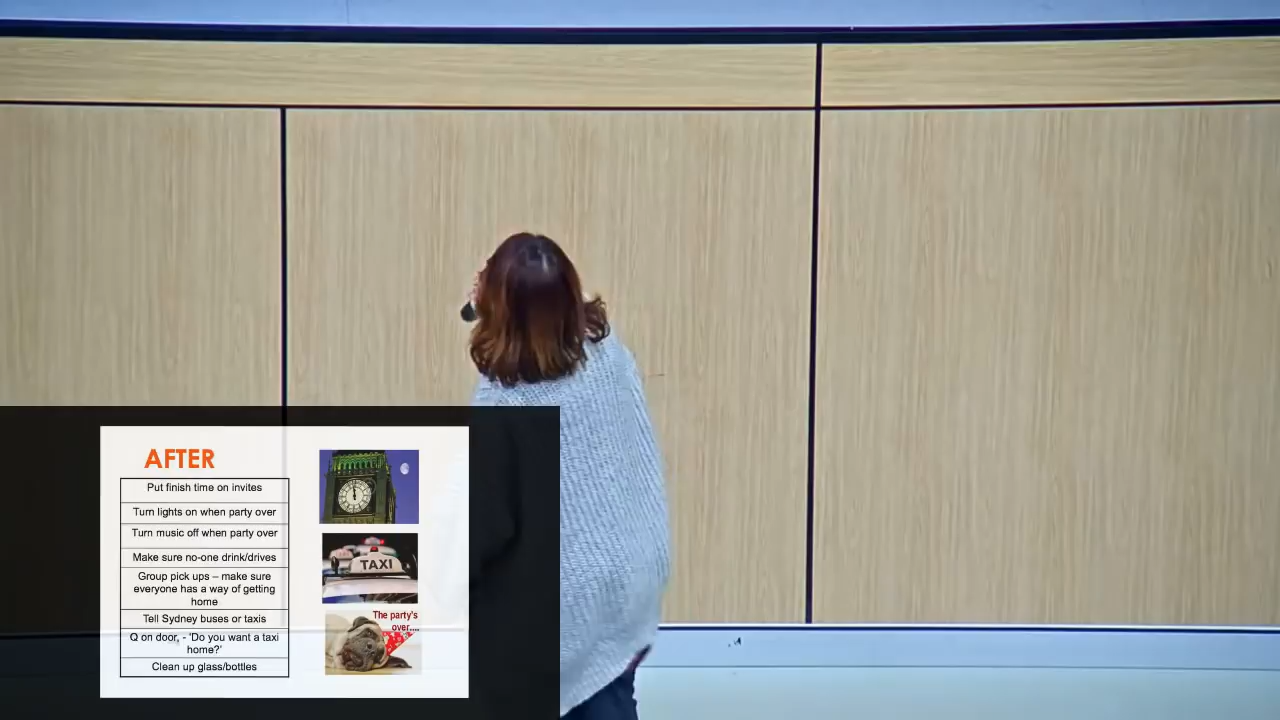 AFTER
Put finish time on invites
Turn lights on when party over
Turn music off when party over
Make sure no-one drink/drives
Group pick ups – make sure
everyone has a way of getting
home
Tell Sydney buses or taxis
Q on door, - 'Do you want a taxi
home?'
Clean up glass/bottles
TAXI
The party's
over....